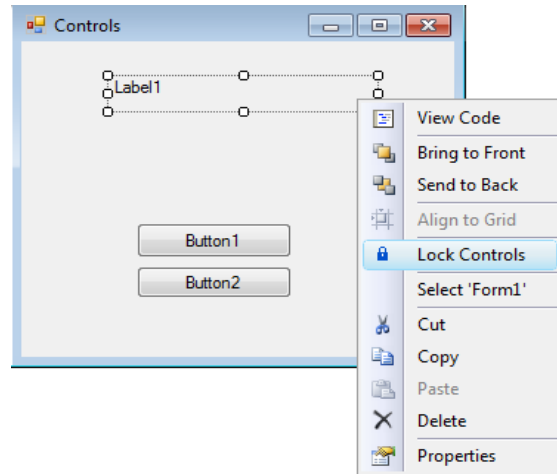 Controls
Label1
Button1
Button2
View Code
Bring to Front
Send to Back
Align to Grid
Lock Controls
Select 'Form1'
Cut
Copy
Paste
Delete
Properties